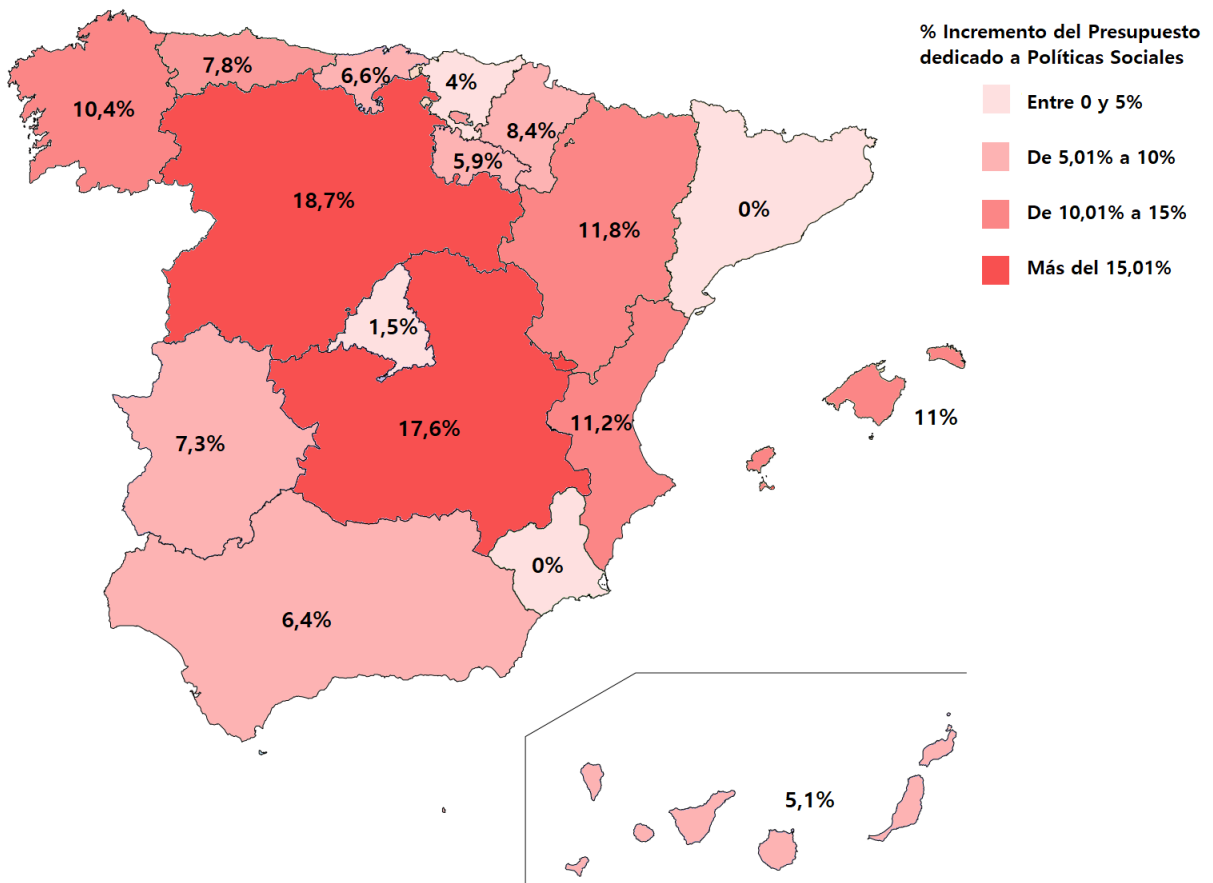 % Incremento del Presupuesto
dedicado a Políticas Sociales
Entre 0 y 5%
De 5,01% a 10%
De 10,01% a 15%
Más del 15,01%
7,8%
6,6%
4%
10,4%
8,4%
5,9%
18,7%
0%
11,8%
1,5%
11%
11,2%
17,6%
7,3%
0%
6,4%
5,1%